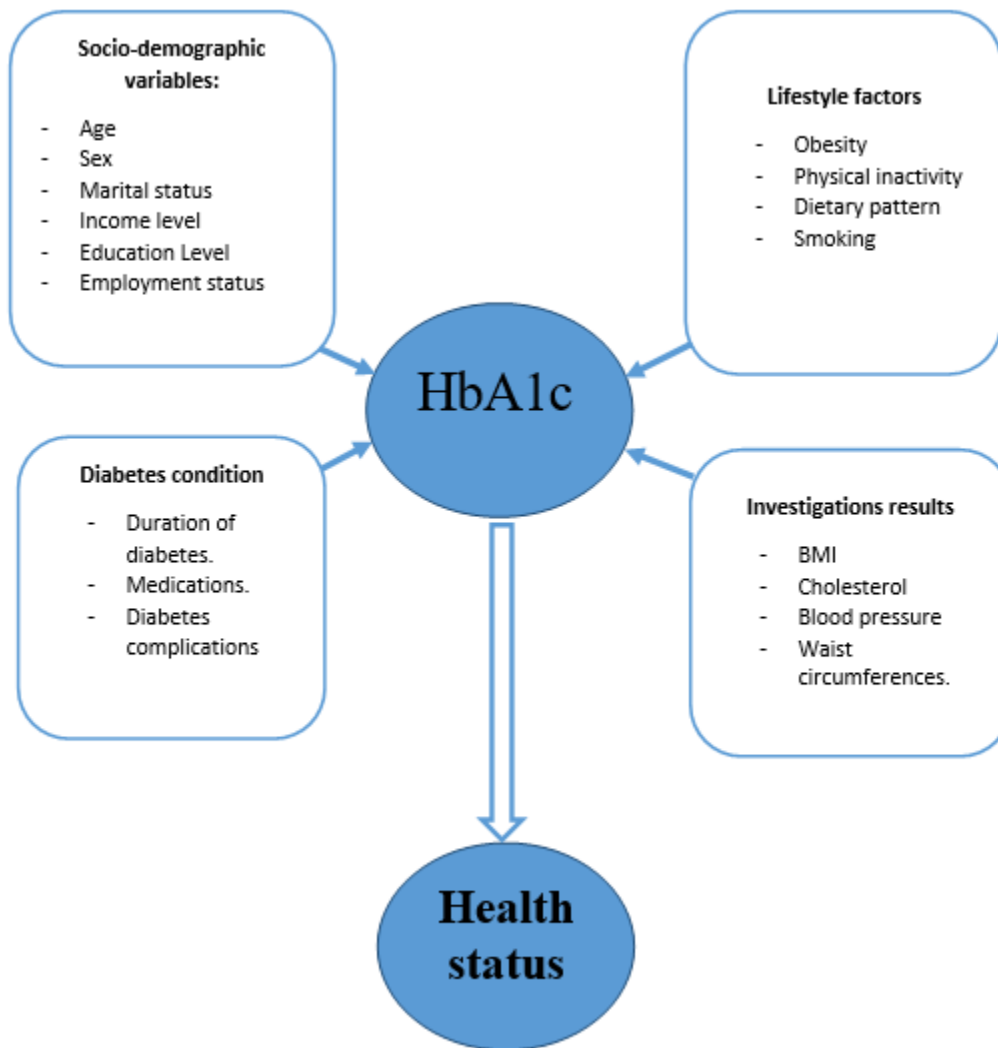 Socio-demographic
variables:
- Age
- Sex
- Marital status
- Income level
- Education Level
- Employment status
Lifestyle factors
- Obesity
- Physical inactivity
- Dietary pattern
- Smoking
HbA1c
Diabetes condition
- Duration of
diabetes.
- Medications.
- Diabetes
complications
Investigations results
- BMI
- Cholesterol
- Blood pressure
- Waist
circumferences.
Health
status